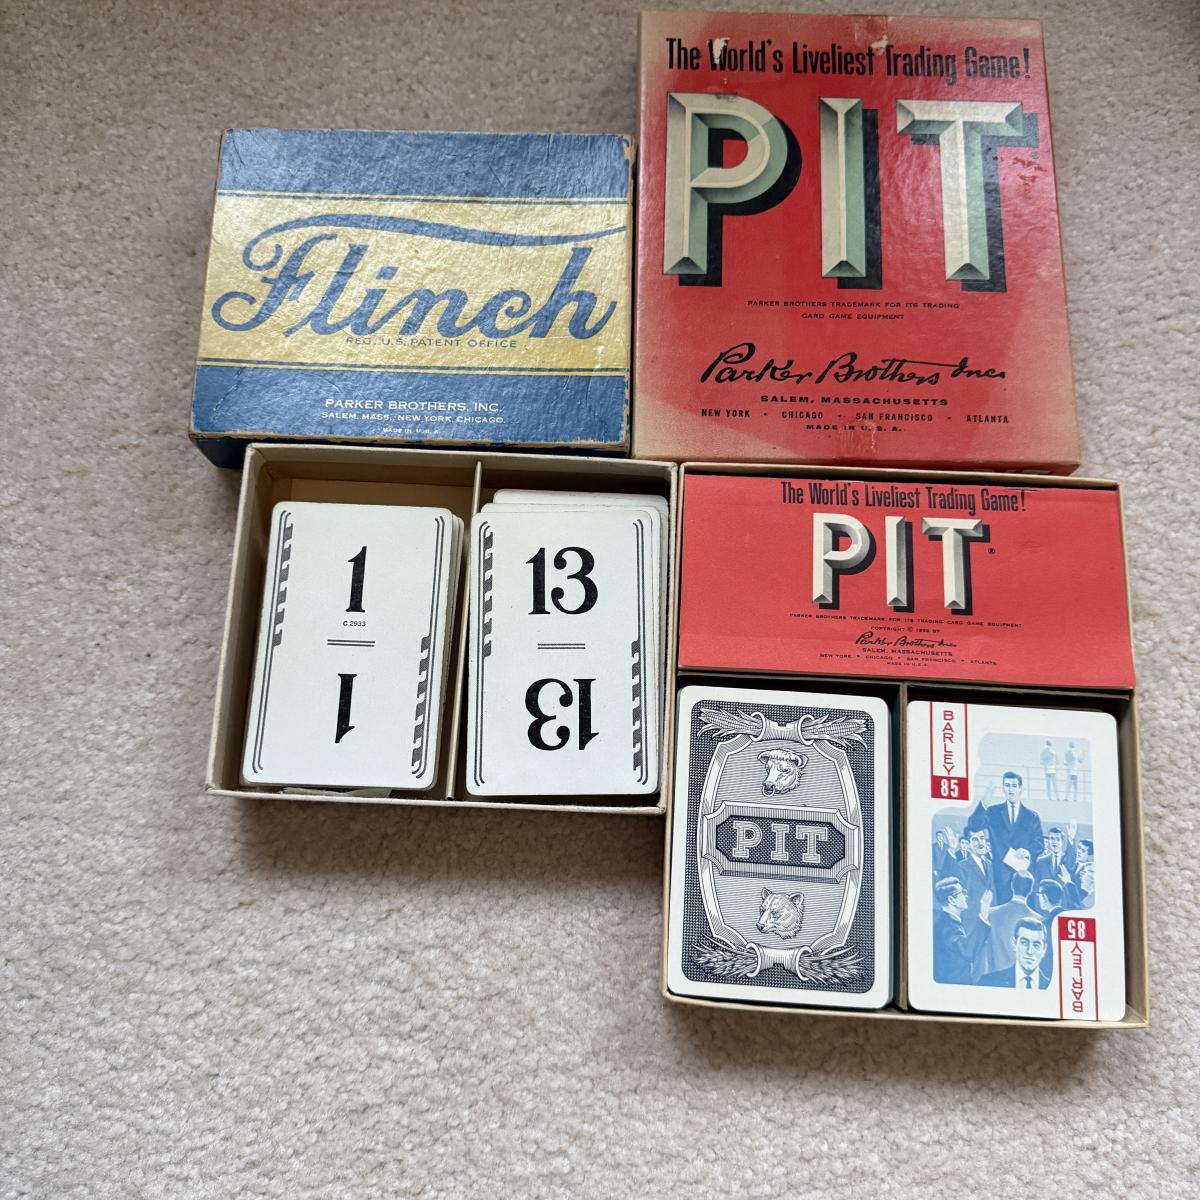 Flinch
REG. U.S. PATENT OFFICE
PARKER BROTHERS, INC.
SALEM, MASS., NEW YORK, CHICAGO.
MADE IN U.S.A.
The World's Liveliest Trading Game!
PIT®
PARKER BROTHERS TRADEMARK FOR ITS TRADING
CARD GAME EQUIPMENT
Parker Brothers Inc.
SALEM, MASSACHUSETTS
NEW YORK • CHICAGO • SAN FRANCISCO • ATLANTA
MADE IN U. S. A.
1
C 2933
1
13
13
The World's Liveliest Trading Game!
PIT®
PARKER BROTHERS TRADEMARK FOR ITS TRADING CARD GAME EQUIPMENT
COPYRIGHT © 1959 BY
Parker Brothers Inc.
SALEM, MASSACHUSETTS
NEW YORK • CHICAGO • SAN FRANCISCO • ATLANTA
MADE IN U.S.A.
PIT
BARLEY
85
85
BARLEY